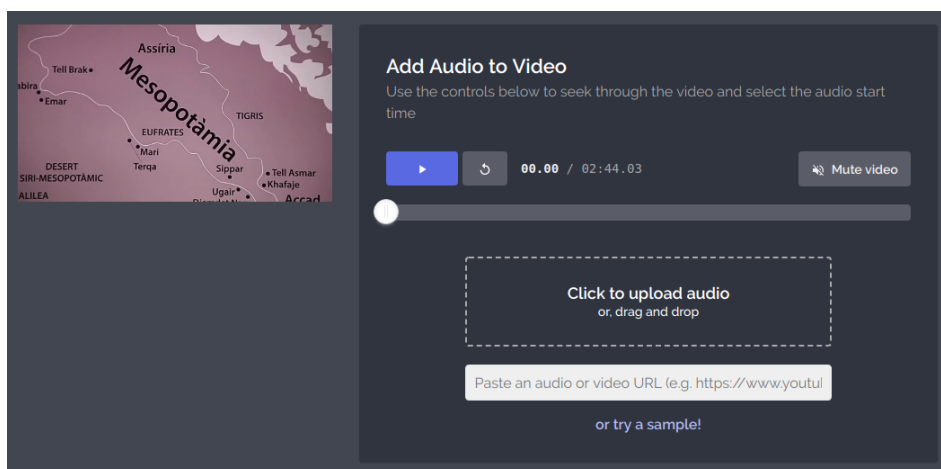 Assíria
Tell Brak
Mesopotàmia
Emar
TIGRIS
EUFRATES
Mari
DESERT
Terqa
Sippar
Tell Asmar
SIRI-MESOPOTÀMIC
Khafaje
Ugair
ALILEA
Accad
Add Audio to Video
Use the controls below to seek through the video and select the audio start
time
00.00 / 02:44.03
Mute video
Click to upload audio
or, drag and drop
Paste an audio or video URL (e.g. https://www.youtul
or try a sample!